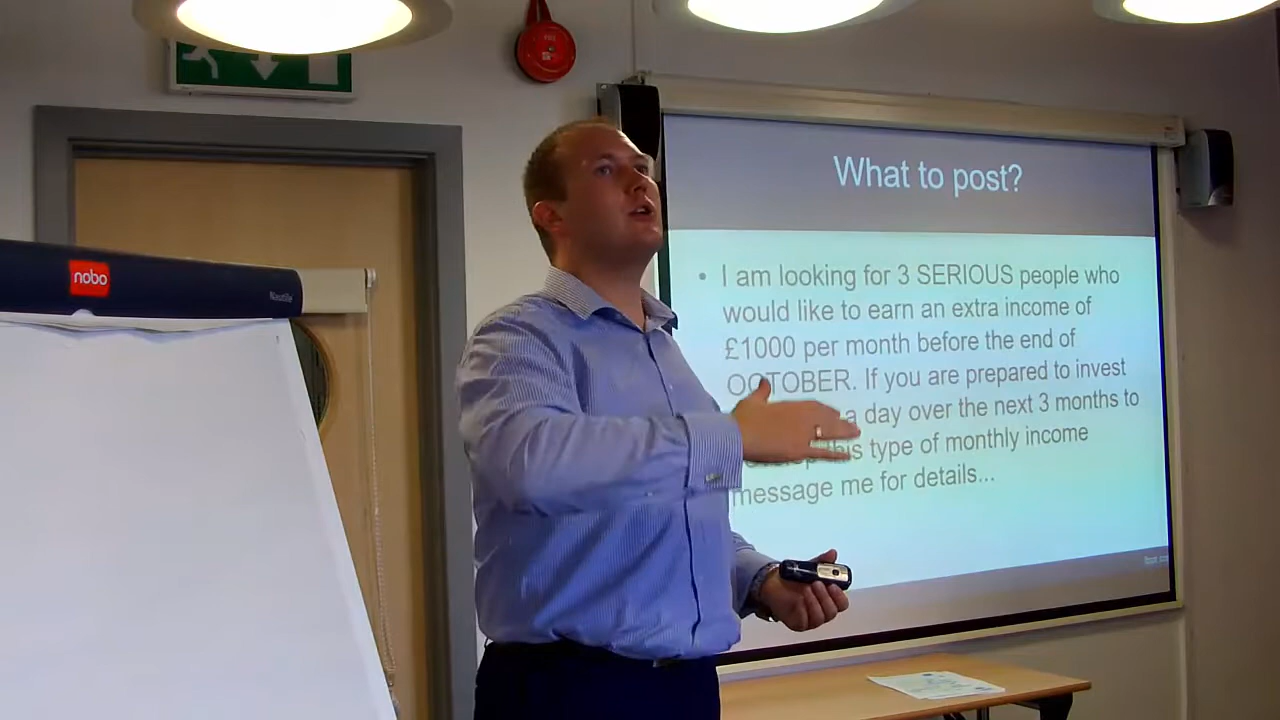 nobo
Nautile
What to post?
• I am looking for 3 SERIOUS people who
would like to earn an extra income of
£1000 per month before the end of
OCTOBER. If you are prepared to invest
a day over the next 3 months to
this type of monthly income
message me for details...